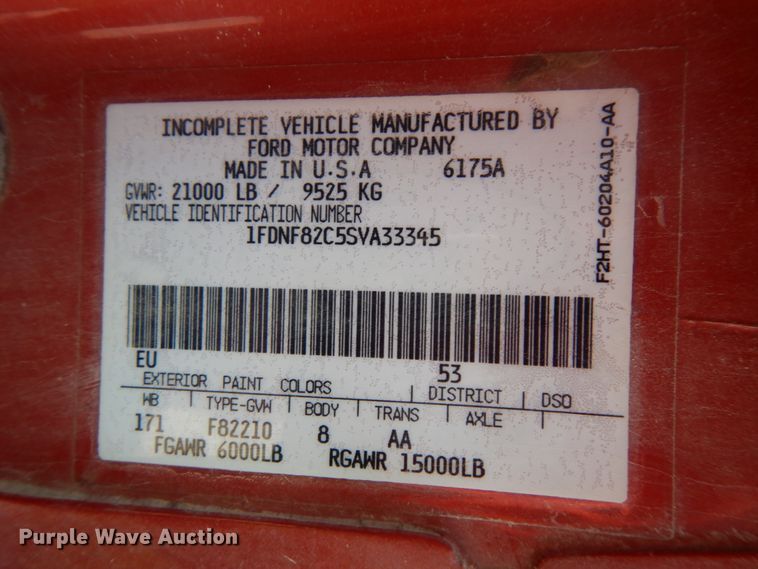 INCOMPLETE VEHICLE MANUFACTURED BY
FORD MOTOR COMPANY
MADE IN U.S.A 6175A
GVWR: 21000 LB / 9525 KG
VEHICLE IDENTIFICATION NUMBER
1FDNF82C5SVA33345
F2HT-60204A10-AA
EU 53
EXTERIOR PAINT COLORS DISTRICT DSO
WB TYPE-GVW BODY TRANS AXLE
171 F82210 8 AA
FGAWR 6000LB RGAWR 15000LB
Purple Wave Auction